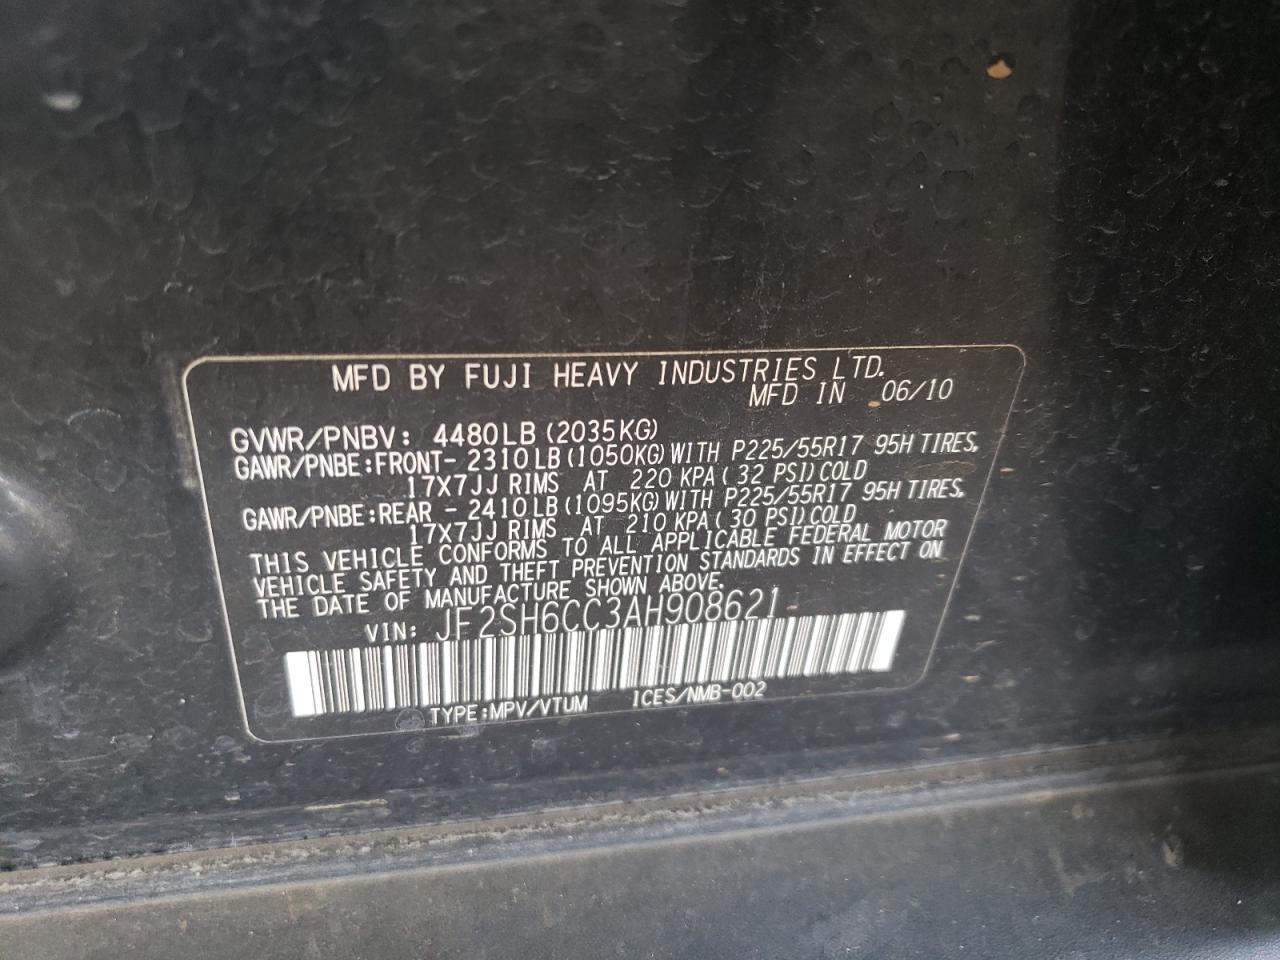 MFD BY FUJI HEAVY INDUSTRIES LTD.
MFD IN 06/10
GVWR/PNBV: 4480LB (2035KG)
GAWR/PNBE:FRONT- 2310LB (1050KG) WITH P225/55R17 95H TIRES,
17X7JJ RIMS AT 220 KPA (32 PSI) COLD
GAWR/PNBE:REAR - 2410LB (1095KG) WITH P225/55R17 95H TIRES,
17X7JJ RIMS AT 210 KPA (30 PSI) COLD
THIS VEHICLE CONFORMS TO ALL APPLICABLE FEDERAL MOTOR
VEHICLE SAFETY AND THEFT PREVENTION STANDARDS IN EFFECT ON
THE DATE OF MANUFACTURE SHOWN ABOVE.
VIN: JF2SH6CC3AH908621
TYPE:MPV/VTUM ICES/NMB-002